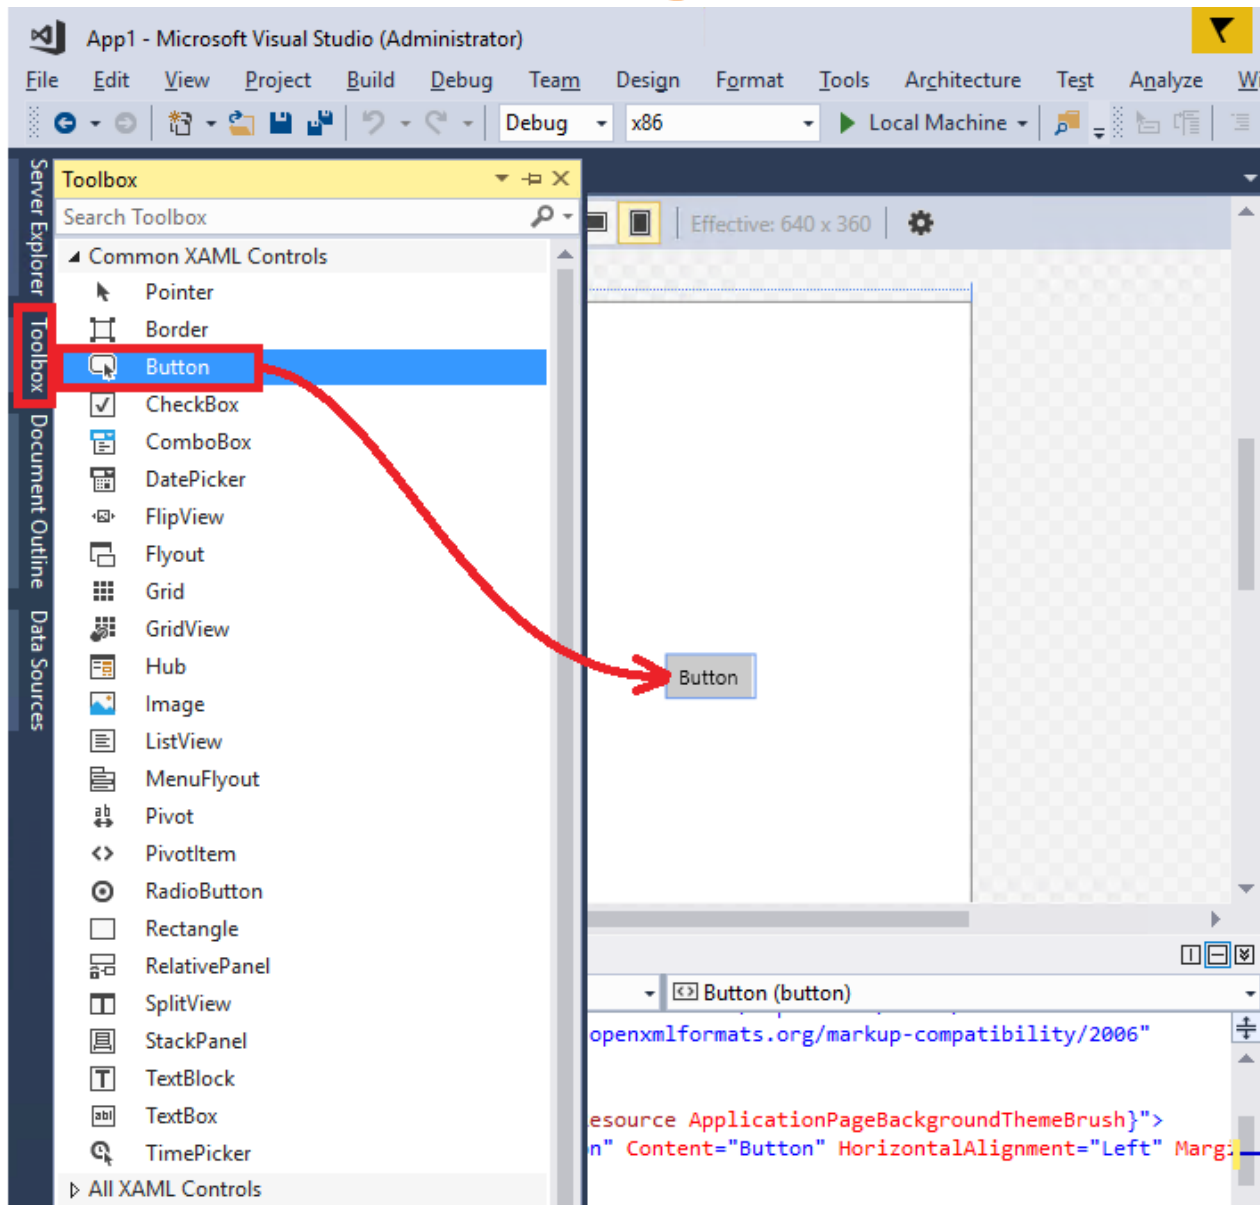 App1 - Microsoft Visual Studio (Administrator)
File Edit View Project Build Debug Team Design Format Tools Architecture Test Analyze
Debug x86 Local Machine
Server Explorer
Toolbox
Document Outline
Data Sources
Toolbox
Search Toolbox
Effective: 640 x 360
Common XAML Controls
Pointer
Border
Button
CheckBox
ComboBox
DatePicker
FlipView
Flyout
Grid
GridView
Hub
Image
ListView
MenuFlyout
Pivot
PivotItem
RadioButton
Rectangle
RelativePanel
SplitView
StackPanel
TextBlock
TextBox
TimePicker
All XAML Controls
Button
Button (button)
openxmlformats.org/markup-compatibility/2006"
esource ApplicationPageBackgroundThemeBrush}">
n" Content="Button" HorizontalAlignment="Left" Margi